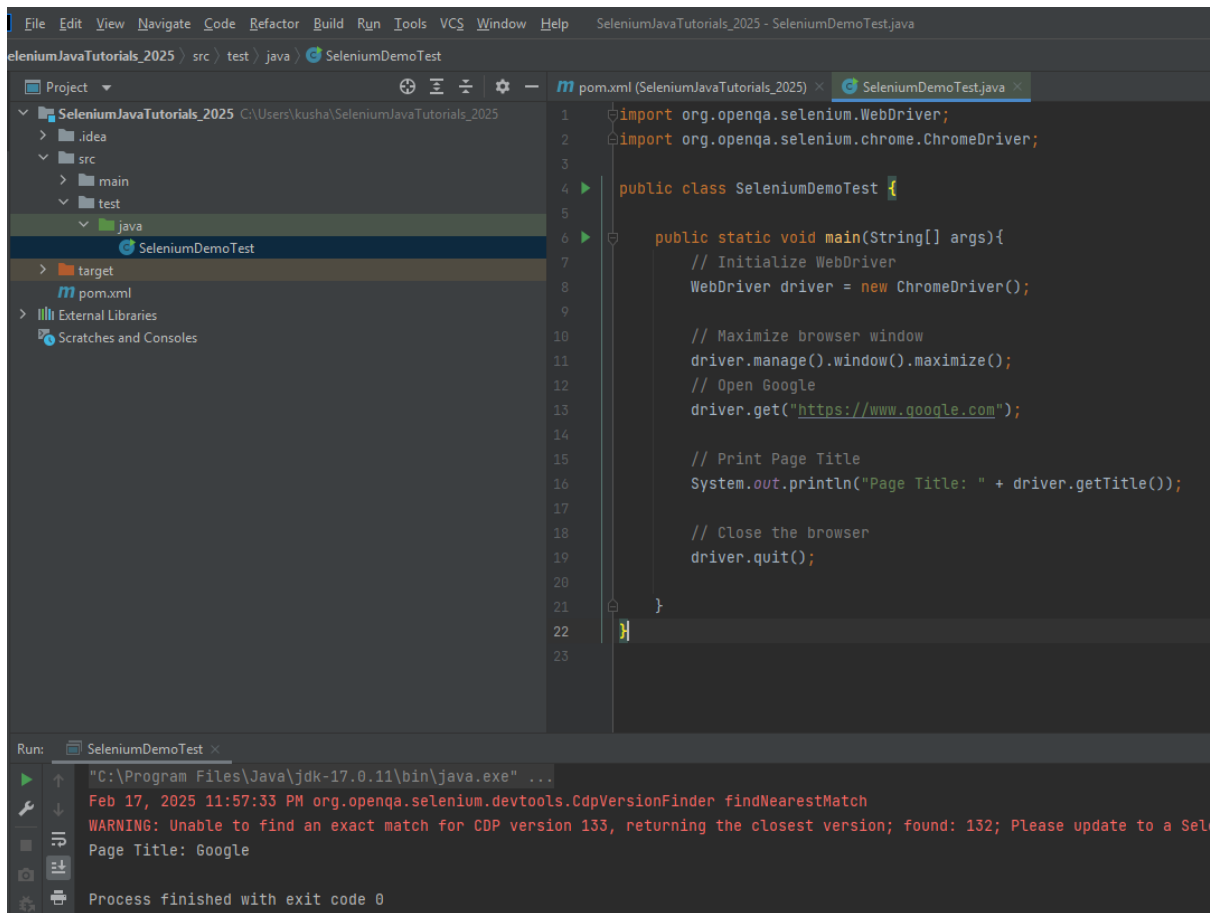 File Edit View Navigate Code Refactor Build Run Tools VCS Window Help SeleniumJavaTutorials_2025 - SeleniumDemoTest.java
eleniumJavaTutorials_2025 src test java SeleniumDemoTest
Project
SeleniumJavaTutorials_2025 C:\Users\kusha\SeleniumJavaTutorials_2025
.idea
src
main
test
java
SeleniumDemoTest
target
pom.xml
External Libraries
Scratches and Consoles
pom.xml (SeleniumJavaTutorials_2025) SeleniumDemoTest.java
1 import org.openqa.selenium.WebDriver;
2 import org.openqa.selenium.chrome.ChromeDriver;
3
4 public class SeleniumDemoTest {
5
6 public static void main(String[] args){
7 // Initialize WebDriver
8 WebDriver driver = new ChromeDriver();
9
10 // Maximize browser window
11 driver.manage().window().maximize();
12 // Open Google
13 driver.get("https://www.google.com");
14
15 // Print Page Title
16 System.out.println("Page Title: " + driver.getTitle());
17
18 // Close the browser
19 driver.quit();
20
21 }
22 }
23
Run: SeleniumDemoTest
"C:\Program Files\Java\jdk-17.0.11\bin\java.exe" ...
Feb 17, 2025 11:57:33 PM org.openqa.selenium.devtools.CdpVersionFinder findNearestMatch
WARNING: Unable to find an exact match for CDP version 133, returning the closest version; found: 132; Please update to a Sel
Page Title: Google
Process finished with exit code 0